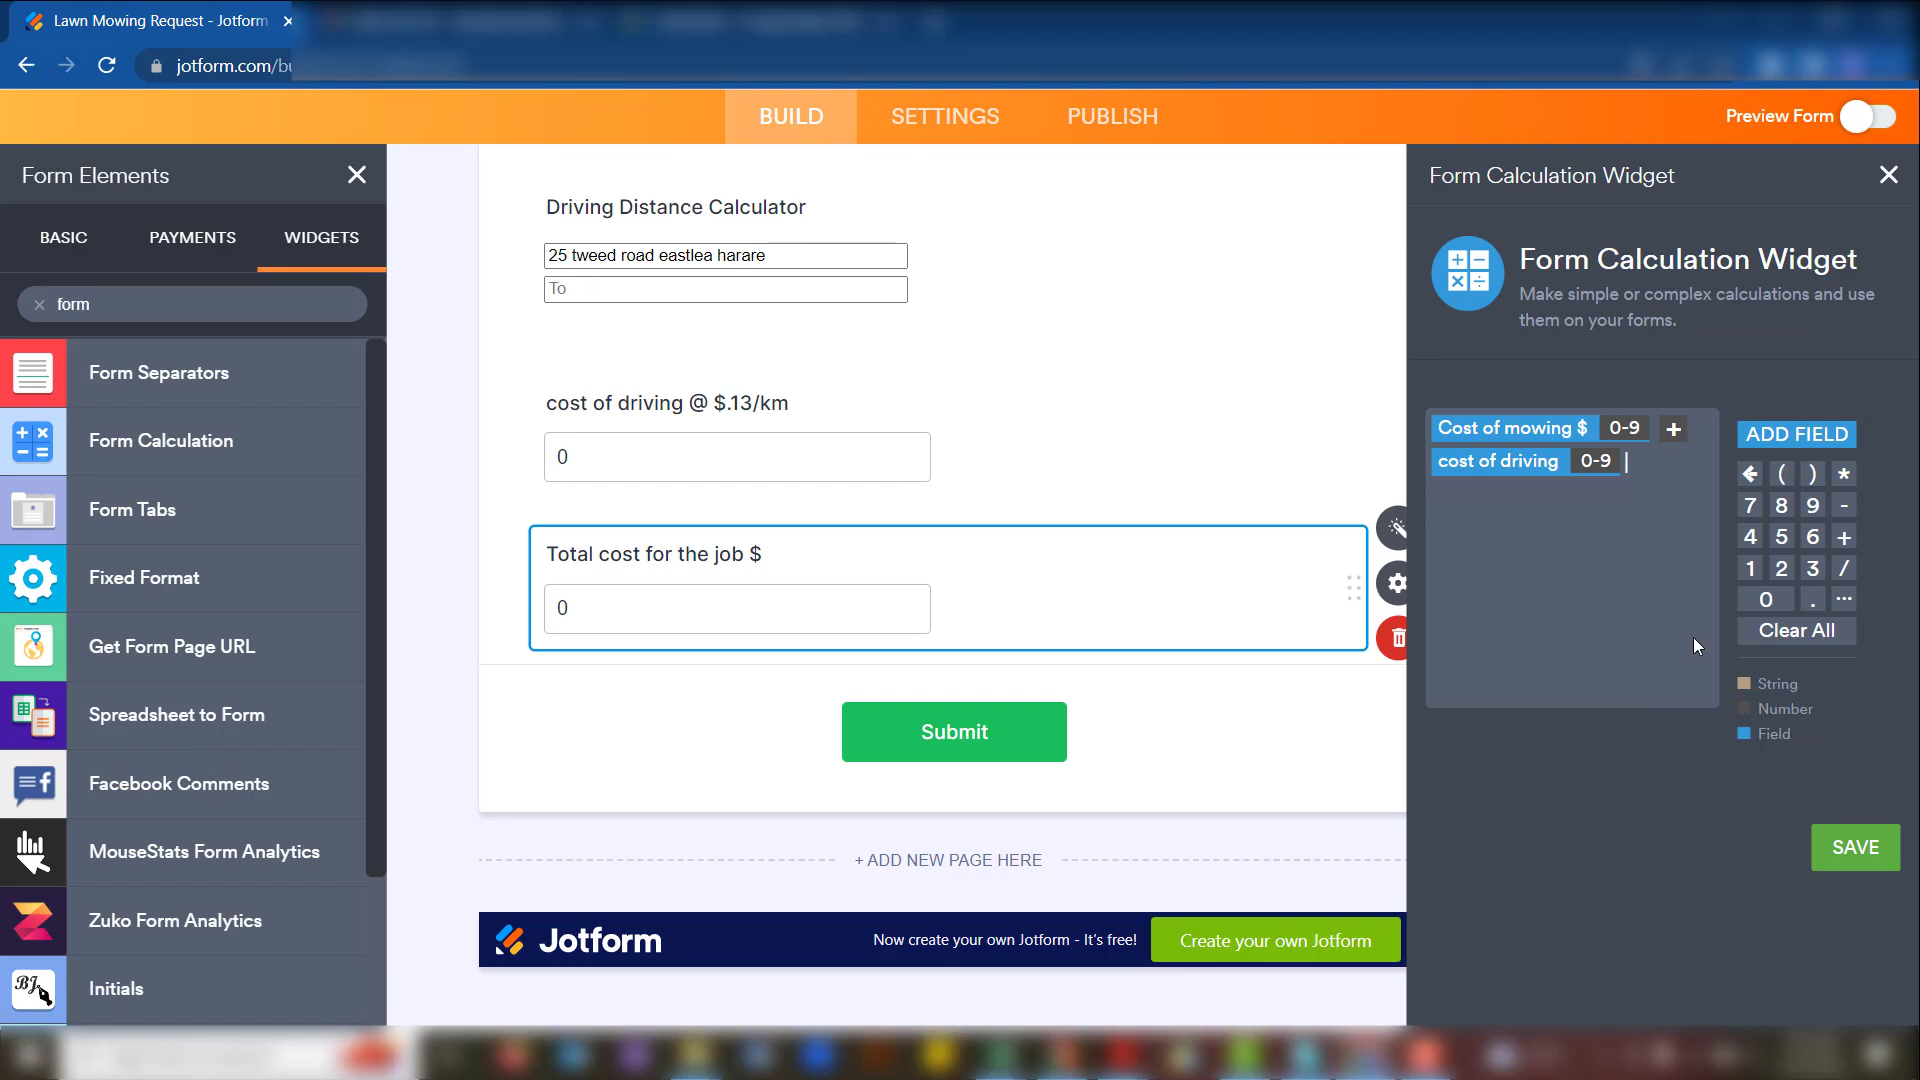 Lawn Mowing Request - Jotform
jotform.com/bu
BUILD
SETTINGS
PUBLISH
Preview Form
Form Elements
BASIC
PAYMENTS
WIDGETS
form
Form Separators
Form Calculation
Form Tabs
Fixed Format
Get Form Page URL
Spreadsheet to Form
Facebook Comments
MouseStats Form Analytics
Zuko Form Analytics
Initials
Driving Distance Calculator
25 tweed road eastlea harare
To
cost of driving @ $.13/km
0
Total cost for the job $
0
Submit
+ ADD NEW PAGE HERE
Jotform
Now create your own Jotform - It's free!
Create your own Jotform
Form Calculation Widget
Form Calculation Widget
Make simple or complex calculations and use
them on your forms.
Cost of mowing $ 0-9 +
cost of driving 0-9
ADD FIELD
( ) *
7 8 9 -
4 5 6 +
1 2 3 /
0 . ...
Clear All
String
Number
Field
SAVE